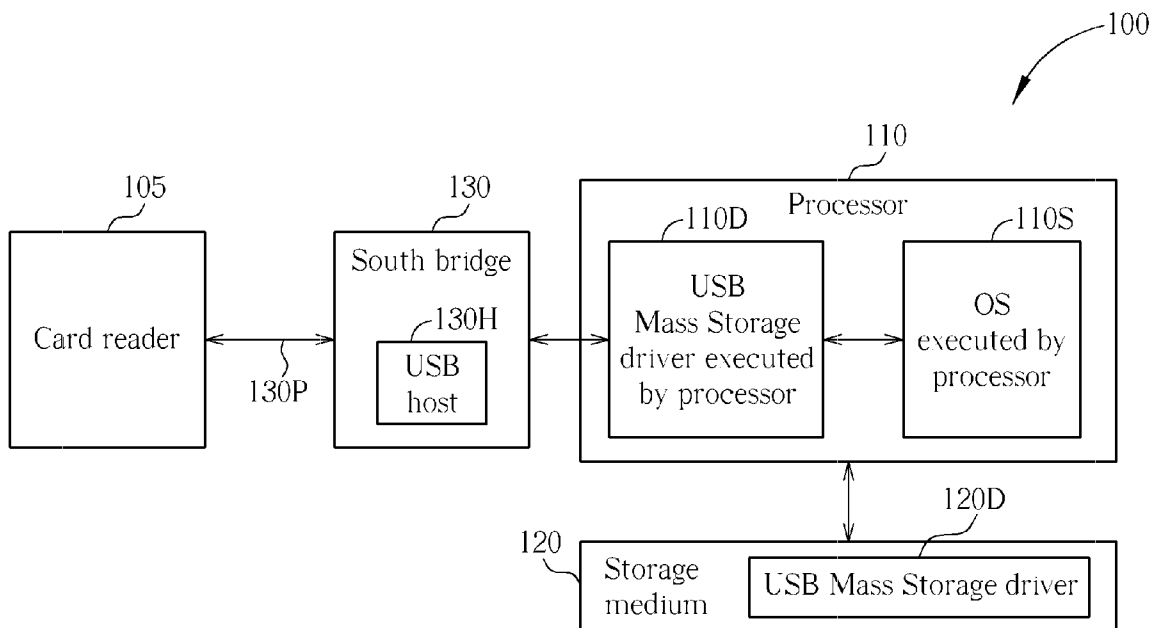 100
110
105
130
Processor
110D
110S
South bridge
130H
USB
host
Card reader
130P
USB
Mass Storage
driver executed
by processor
OS
executed by
processor
120D
120
Storage
medium
USB Mass Storage driver